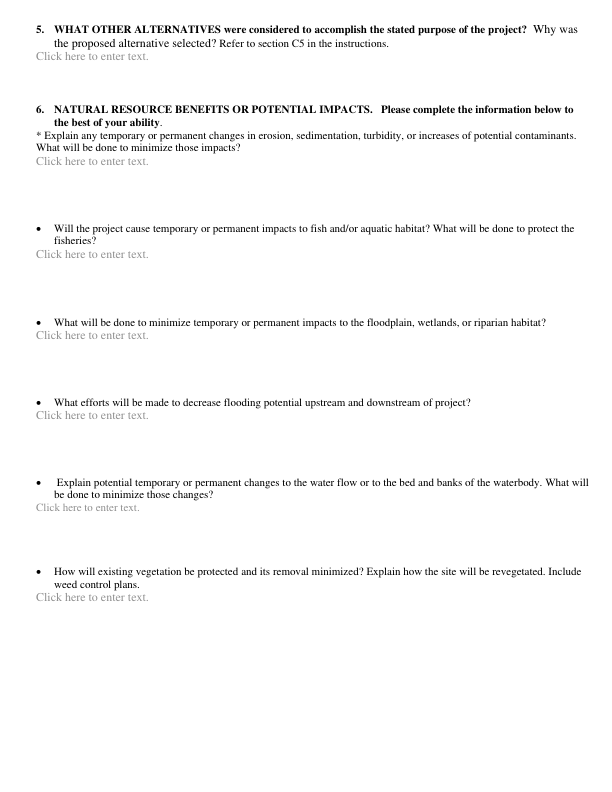 5. WHAT OTHER ALTERNATIVES were considered to accomplish the stated purpose of the project? Why was
the proposed alternative selected? Refer to section C5 in the instructions.
Click here to enter text.
6. NATURAL RESOURCE BENEFITS OR POTENTIAL IMPACTS. Please complete the information below to
the best of your ability.
* Explain any temporary or permanent changes in erosion, sedimentation, turbidity, or increases of potential contaminants.
What will be done to minimize those impacts?
Click here to enter text.
• Will the project cause temporary or permanent impacts to fish and/or aquatic habitat? What will be done to protect the
fisheries?
Click here to enter text.
• What will be done to minimize temporary or permanent impacts to the floodplain, wetlands, or riparian habitat?
Click here to enter text.
• What efforts will be made to decrease flooding potential upstream and downstream of project?
Click here to enter text.
• Explain potential temporary or permanent changes to the water flow or to the bed and banks of the waterbody. What will
be done to minimize those changes?
Click here to enter text.
• How will existing vegetation be protected and its removal minimized? Explain how the site will be revegetated. Include
weed control plans.
Click here to enter text.